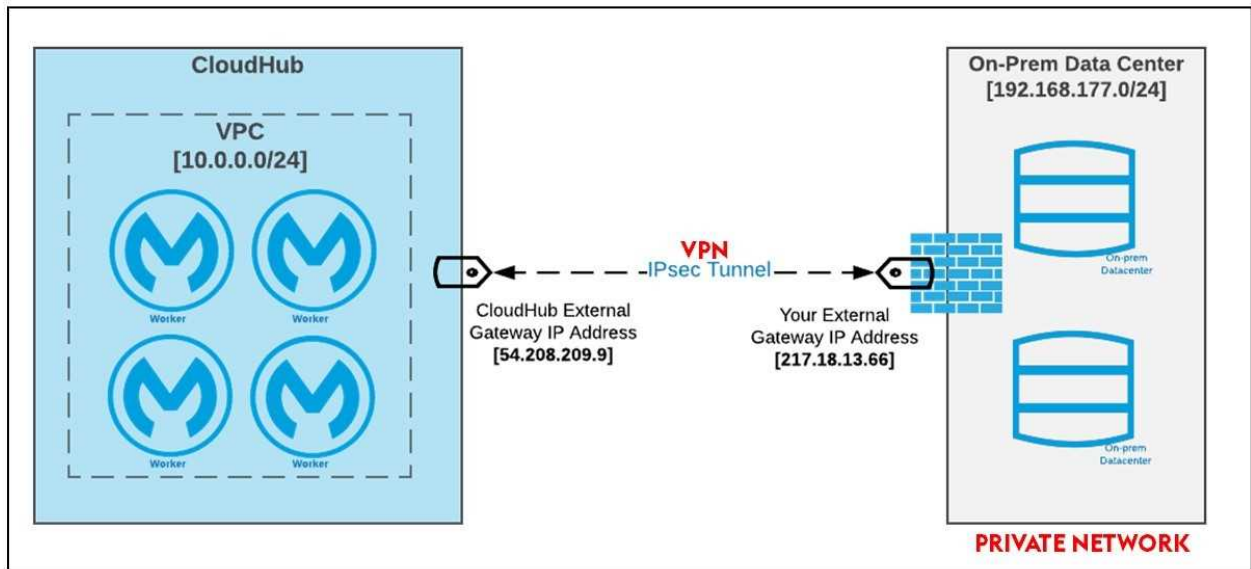 CloudHub
VPC
[10.0.0.0/24]
Worker
Worker
Worker
Worker
CloudHub External
Gateway IP Address
[54.208.209.9]
VPN
IPsec Tunnel
Your External
Gateway IP Address
[217.18.13.66]
On-Prem Data Center
[192.168.177.0/24]
On-prem
Datacenter
On-prem
Datacenter
PRIVATE NETWORK